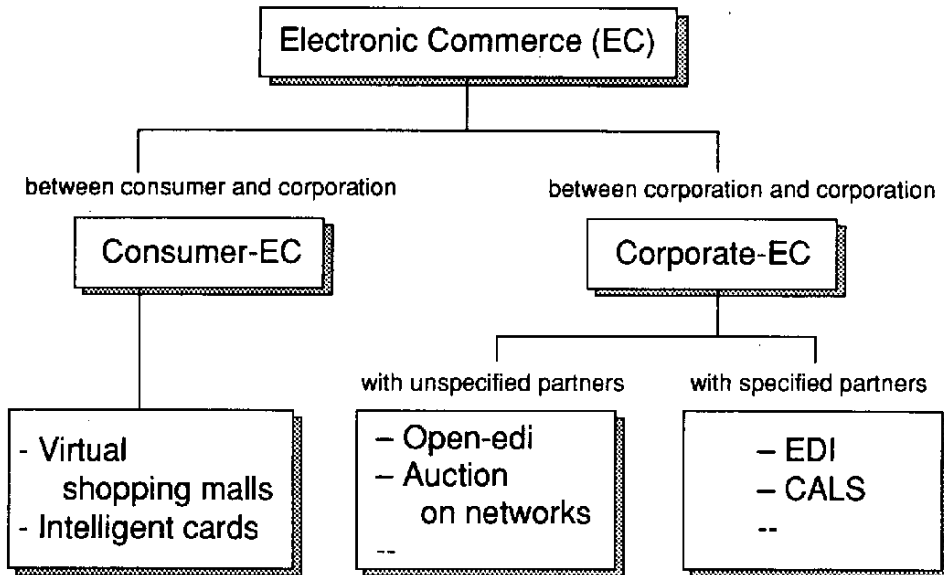 Electronic Commerce (EC)
between consumer and corporation
between corporation and corporation
Consumer-EC
Corporate-EC
with unspecified partners
with specified partners
- Virtual
shopping malls
- Intelligent cards
– Open-edi
– Auction
on networks
--
– EDI
– CALS
--